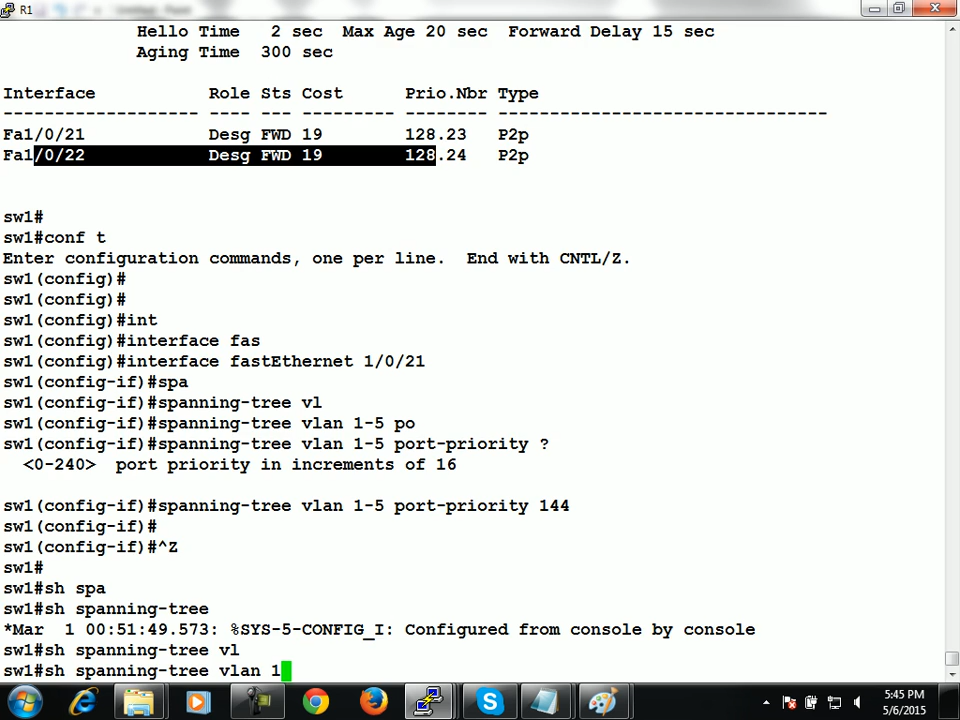 R1
Hello Time 2 sec Max Age 20 sec Forward Delay 15 sec
Aging Time 300 sec
Interface Role Sts Cost Prio.Nbr Type
------------------- ---- --- --------- -------- --------------------------------
Fa1/0/21 Desg FWD 19 128.23 P2p
Fa1/0/22 Desg FWD 19 128.24 P2p
sw1#
sw1#conf t
Enter configuration commands, one per line. End with CNTL/Z.
sw1(config)#
sw1(config)#
sw1(config)#int
sw1(config)#interface fas
sw1(config)#interface fastEthernet 1/0/21
sw1(config-if)#spa
sw1(config-if)#spanning-tree vl
sw1(config-if)#spanning-tree vlan 1-5 po
sw1(config-if)#spanning-tree vlan 1-5 port-priority ?
<0-240> port priority in increments of 16
sw1(config-if)#spanning-tree vlan 1-5 port-priority 144
sw1(config-if)#
sw1(config-if)#^Z
sw1#
sw1#sh spa
sw1#sh spanning-tree
*Mar 1 00:51:49.573: %SYS-5-CONFIG_I: Configured from console by console
sw1#sh spanning-tree vl
sw1#sh spanning-tree vlan 1
5:45 PM
5/6/2015